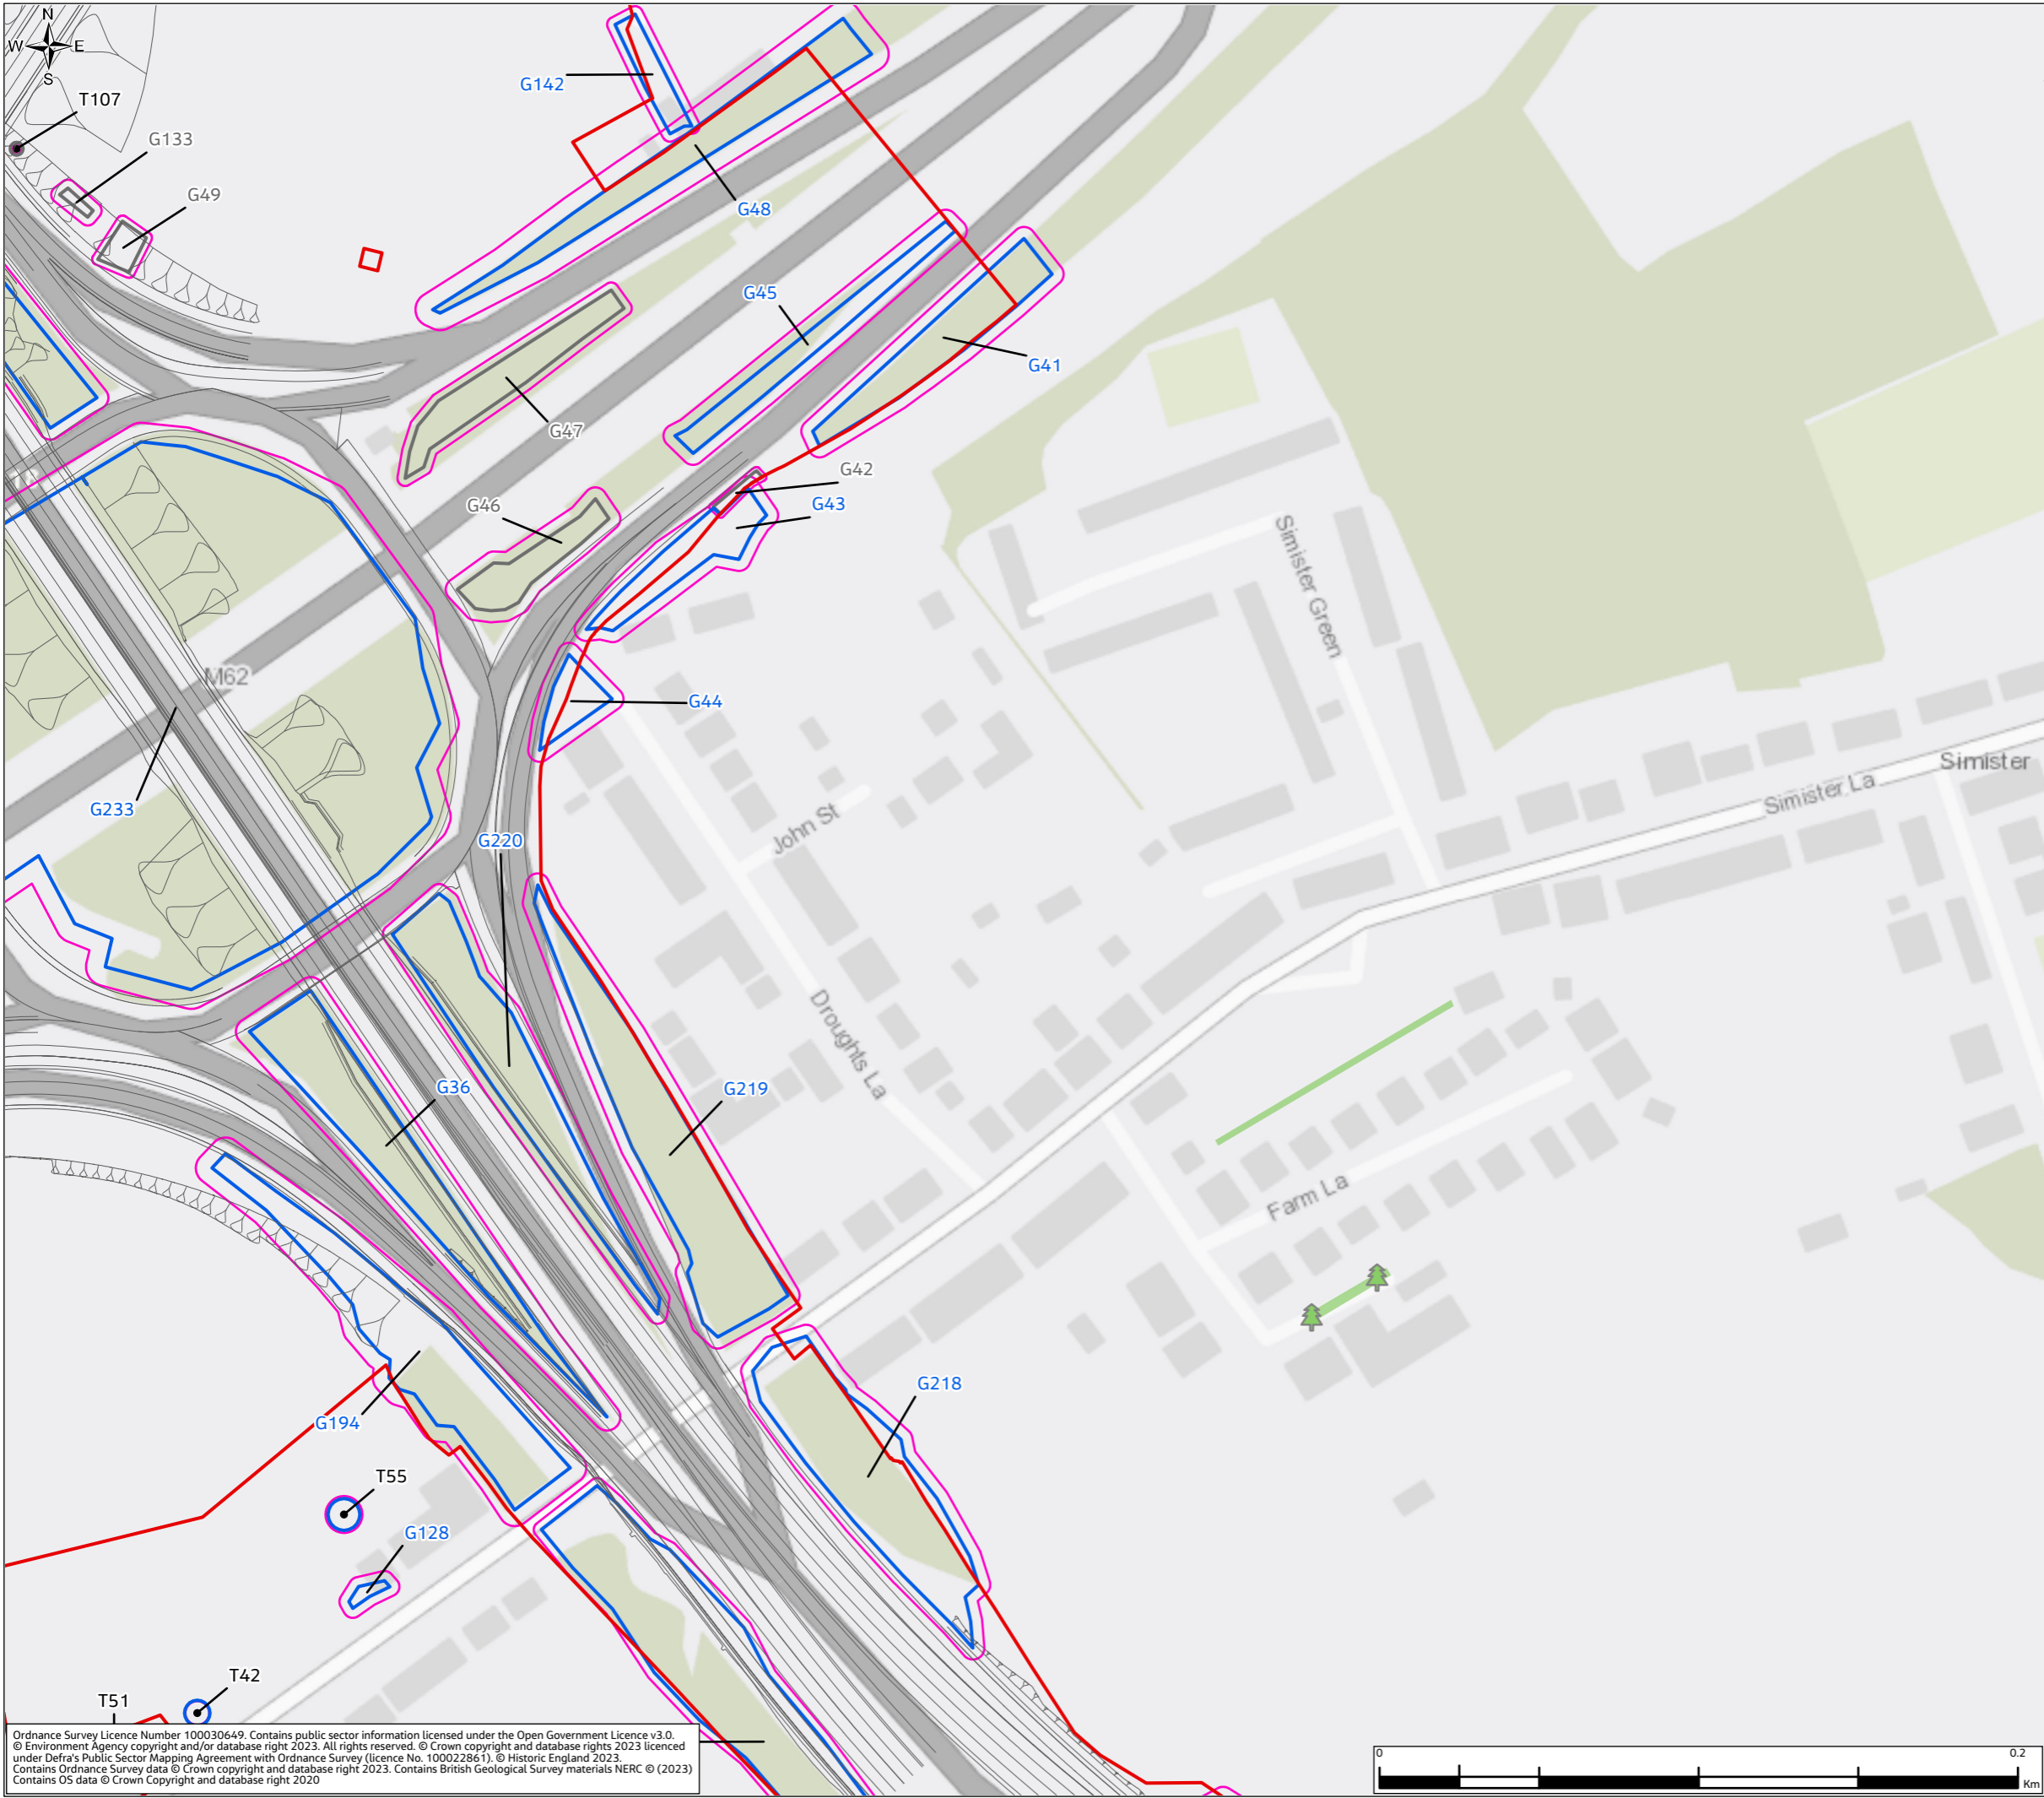 N
W E
S
T107
G133
G49
G142
G48
G45
G41
G47
G42
G46
G43
Simister Green
M62
G44
Simister
Simister La
G233
G220
John St
Droughts La
G36
G219
Farm La
G194
G218
T55
G128
T42
T51
Ordnance Survey Licence Number 100030649. Contains public sector information licensed under the Open Government Licence v3.0.
© Environment Agency copyright and/or database right 2023. All rights reserved. © Crown copyright and database rights 2023 licenced
under Defra's Public Sector Mapping Agreement with Ordnance Survey (licence No. 100022861). © Historic England 2023.
Contains Ordnance Survey data © Crown copyright and database right 2023. Contains British Geological Survey materials NERC © (2023)
Contains OS data © Crown Copyright and database right 2020
0 0.2
Km